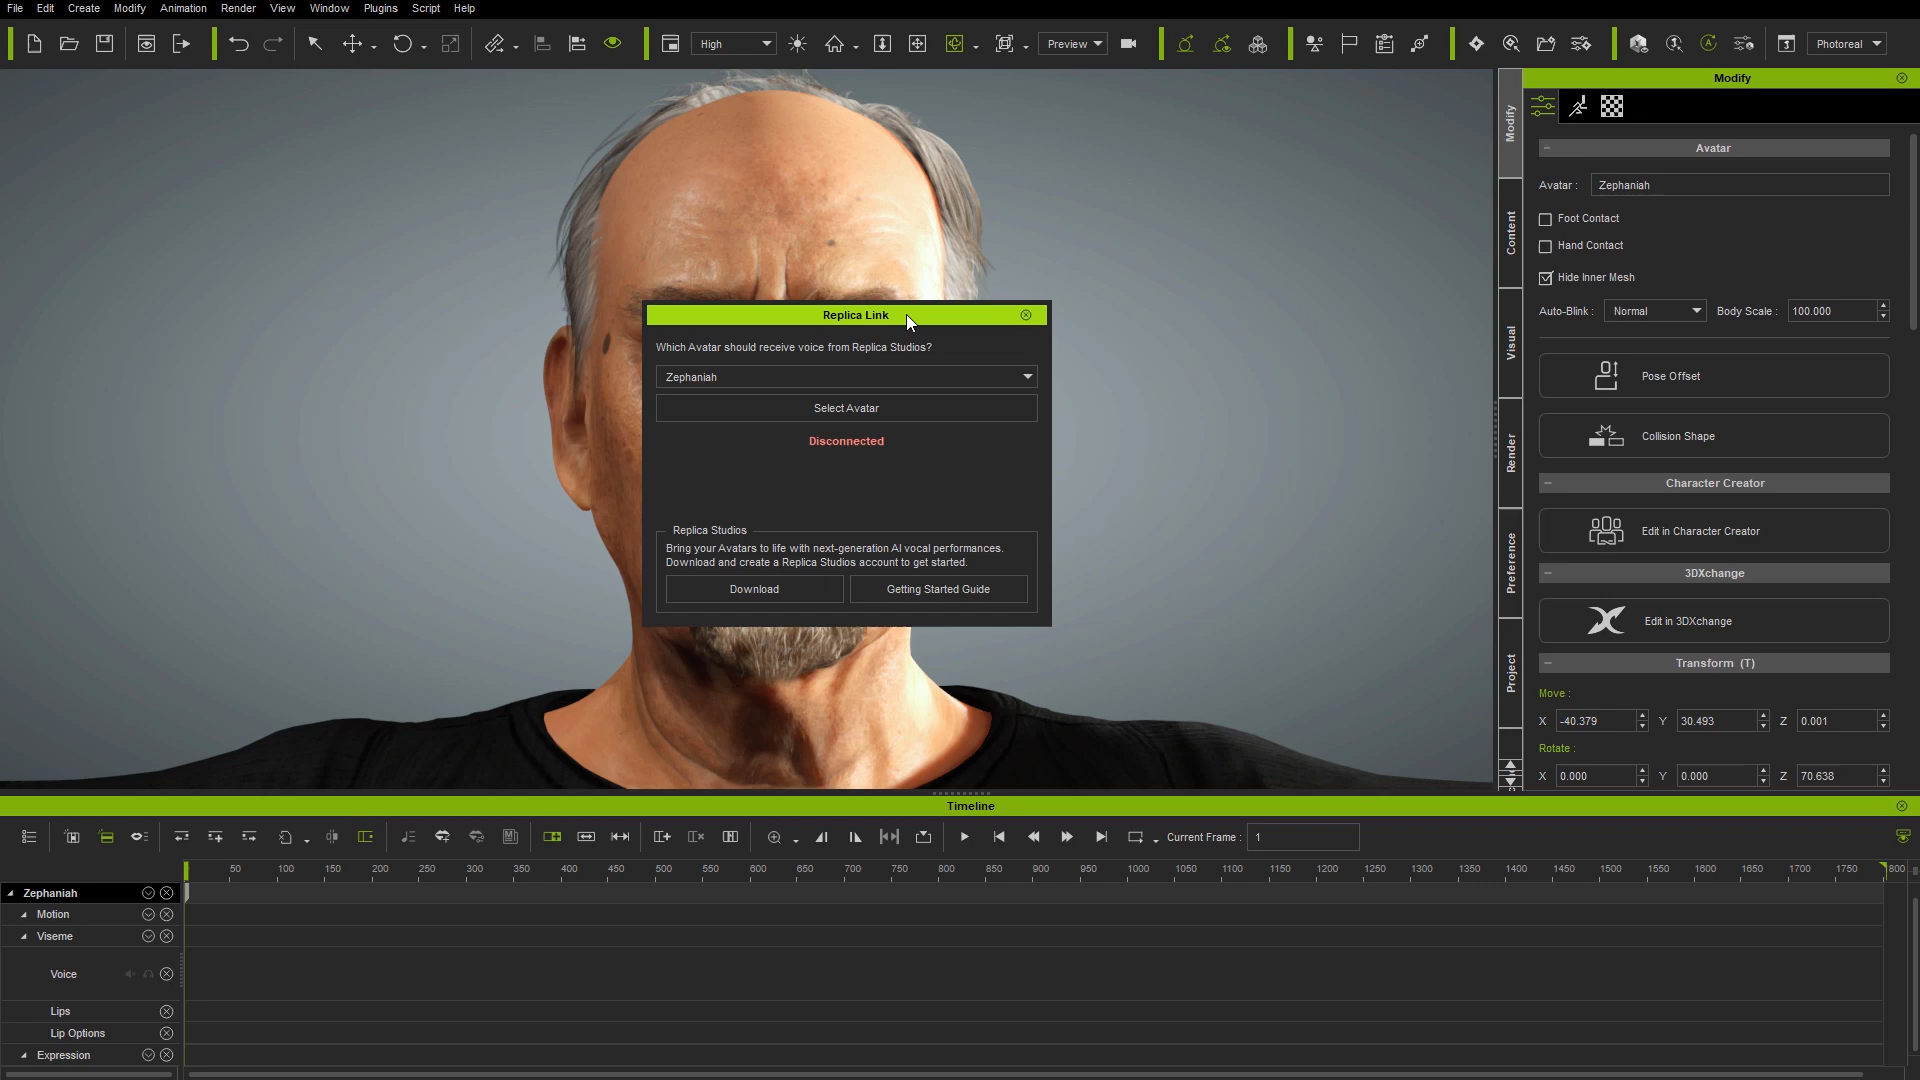 File Edit Create Modify Animation Render View Window Plugins Script Help
High Preview Photoreal
Modify
Avatar
Avatar : Zephaniah
Foot Contact
Hand Contact
Hide Inner Mesh
Auto-Blink : Normal Body Scale : 100.000
Pose Offset
Collision Shape
Character Creator
Edit in Character Creator
3DXchange
Edit in 3DXchange
Transform (T)
Move :
X -40.379 Y 30.493 Z 0.001
Rotate :
X 0.000 Y 0.000 Z 70.638
Modify
Content
Visual
Render
Preference
Project
Replica Link
Which Avatar should receive voice from Replica Studios?
Zephaniah
Select Avatar
Disconnected
Replica Studios
Bring your Avatars to life with next-generation AI vocal performances.
Download and create a Replica Studios account to get started.
Download Getting Started Guide
Timeline
Current Frame : 1
50 100 150 200 250 300 350 400 450 500 550 600 650 700 750 800 850 900 950 1000 1050 1100 1150 1200 1250 1300 1350 1400 1450 1500 1550 1600 1650 1700 1750 800
Zephaniah
Motion
Viseme
Voice
Lips
Lip Options
Expression